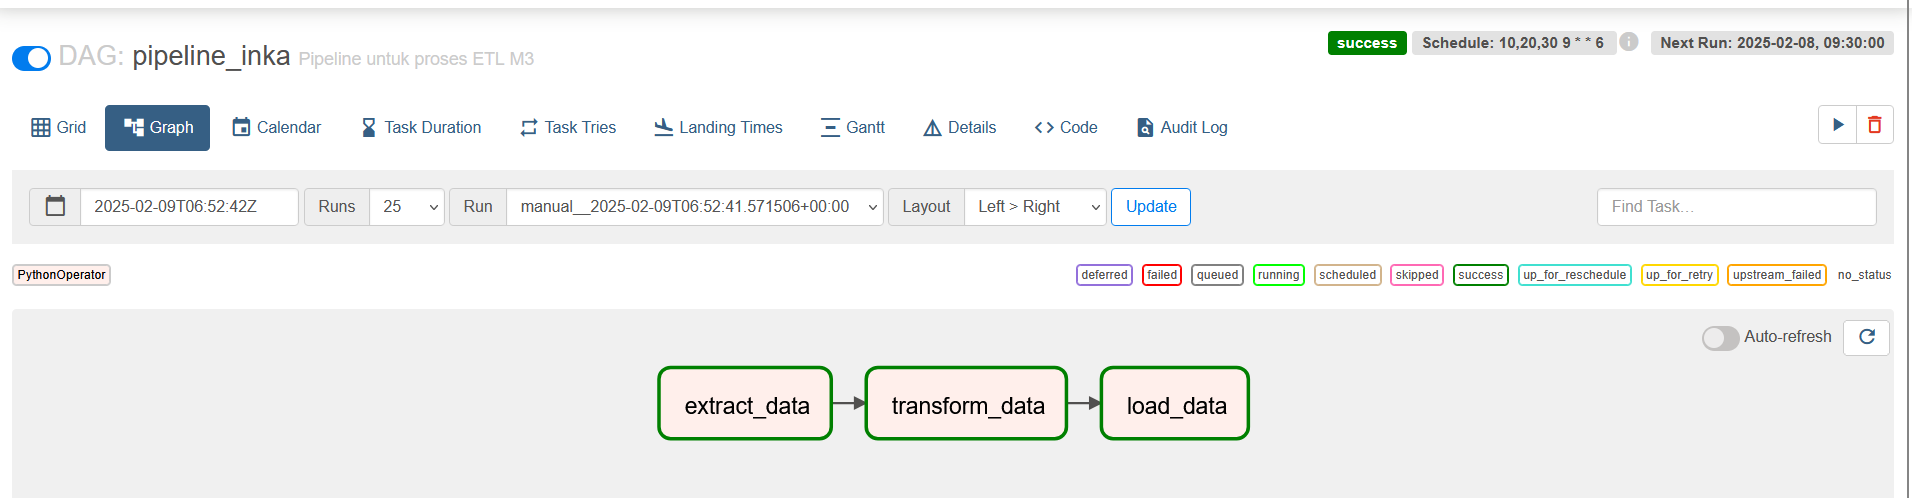 DAG: pipeline_inka Pipeline untuk proses ETL M3
success Schedule: 10,20,30 9 * * 6 i Next Run: 2025-02-08, 09:30:00
Grid Graph Calendar Task Duration Task Tries Landing Times Gantt Details Code Audit Log
2025-02-09T06:52:42Z Runs 25 Run manual__2025-02-09T06:52:41.571506+00:00 Layout Left > Right Update Find Task...
PythonOperator deferred failed queued running scheduled skipped success up_for_reschedule up_for_retry upstream_failed no_status
Auto-refresh
extract_data transform_data load_data